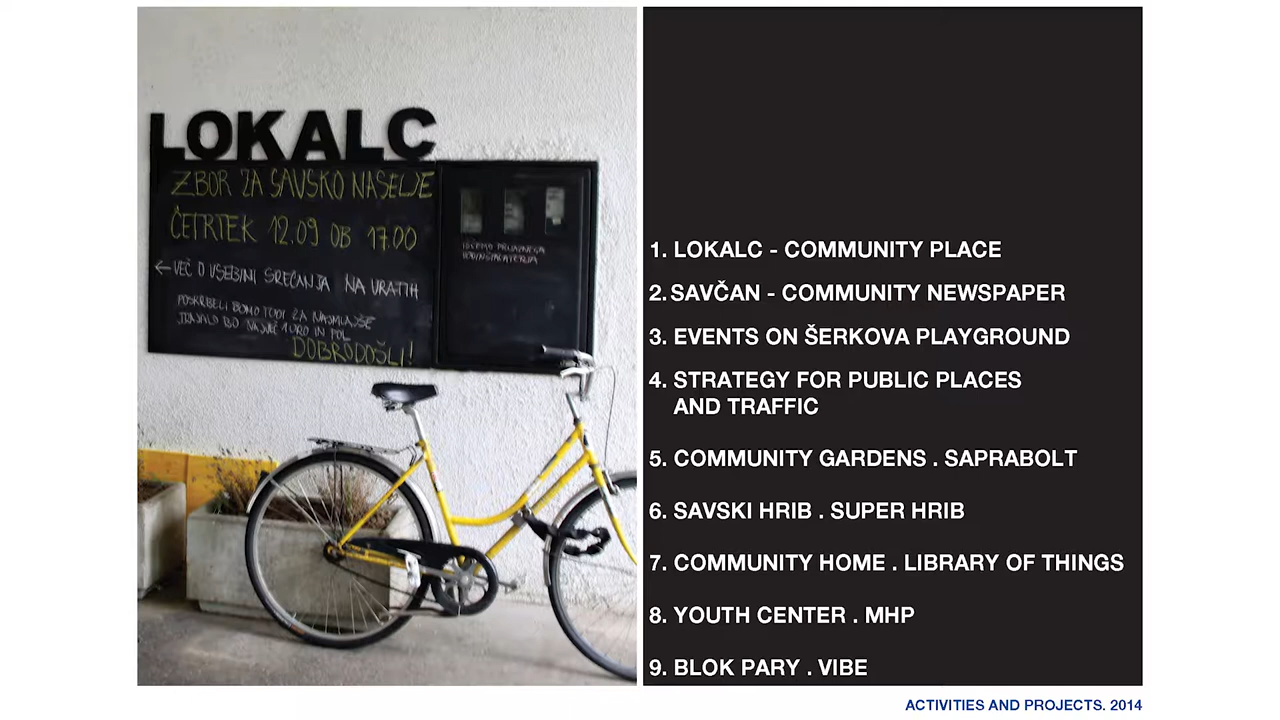 LOKALC
ZBOR ZA SAVSKO NASELJE
ČETRTEK 12.09 OB 17.00
←VEČ O VSEBINI SREČANJA NA VRATIH
POSKRBELI BOMO TUDI ZA NAJMLAJŠE
TRAJALO BO NAJVEČ 1 URO IN POL
DOBRODOŠLI!
IŠČEMO PRIJAZNEGA
1. LOKALC - COMMUNITY PLACE
2. SAVČAN - COMMUNITY NEWSPAPER
3. EVENTS ON ŠERKOVA PLAYGROUND
4. STRATEGY FOR PUBLIC PLACES
AND TRAFFIC
5. COMMUNITY GARDENS . SAPRABOLT
6. SAVSKI HRIB . SUPER HRIB
7. COMMUNITY HOME . LIBRARY OF THINGS
8. YOUTH CENTER . MHP
9. BLOK PARY . VIBE
ACTIVITIES AND PROJECTS. 2014